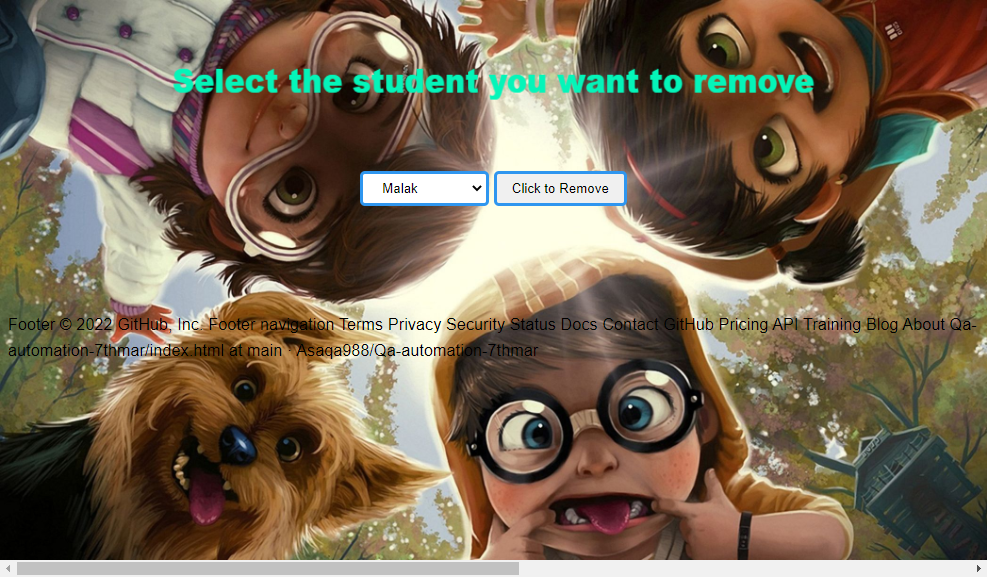 Select the student you want to remove
Malak
Click to Remove
Footer © 2022 GitHub, Inc. Footer navigation Terms Privacy Security Status Docs Contact GitHub Pricing API Training Blog About Qa-
automation-7thmar/index.html at main · Asaqa988/Qa-automation-7thmar